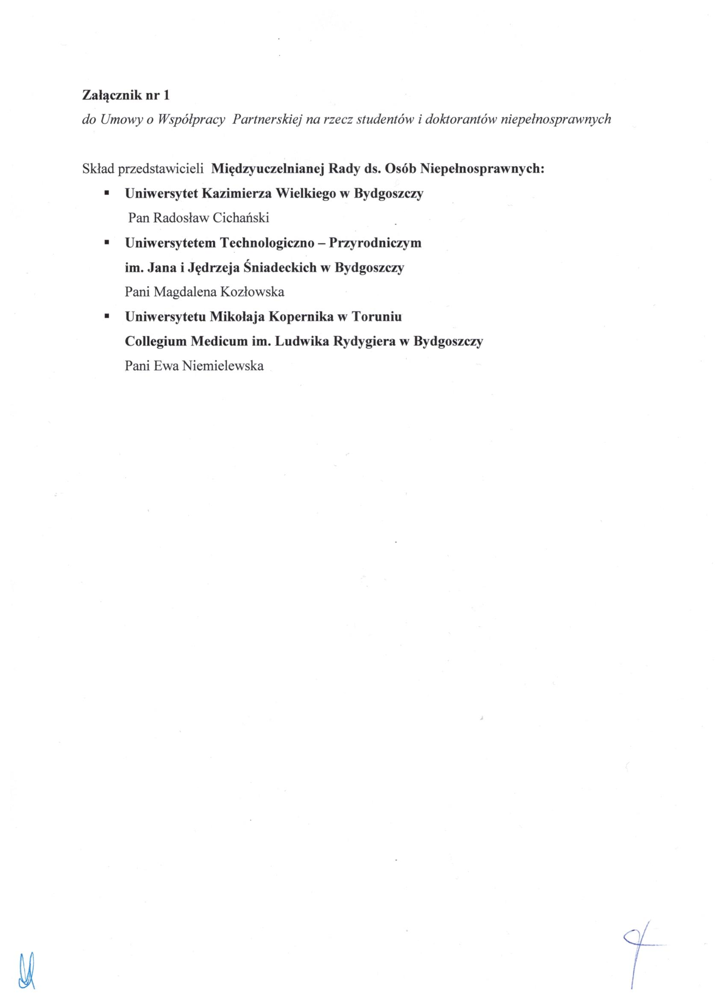 Załącznik nr 1
do Umowy o Współpracy Partnerskiej na rzecz studentów i doktorantów niepełnosprawnych
Skład przedstawicieli Międzyuczelnianej Rady ds. Osób Niepełnosprawnych:
▪ Uniwersytet Kazimierza Wielkiego w Bydgoszczy
Pan Radosław Cichański
▪ Uniwersytetem Technologiczno – Przyrodniczym
im. Jana i Jędrzeja Śniadeckich w Bydgoszczy
Pani Magdalena Kozłowska
▪ Uniwersytetu Mikołaja Kopernika w Toruniu
Collegium Medicum im. Ludwika Rydygiera w Bydgoszczy
Pani Ewa Niemielewska